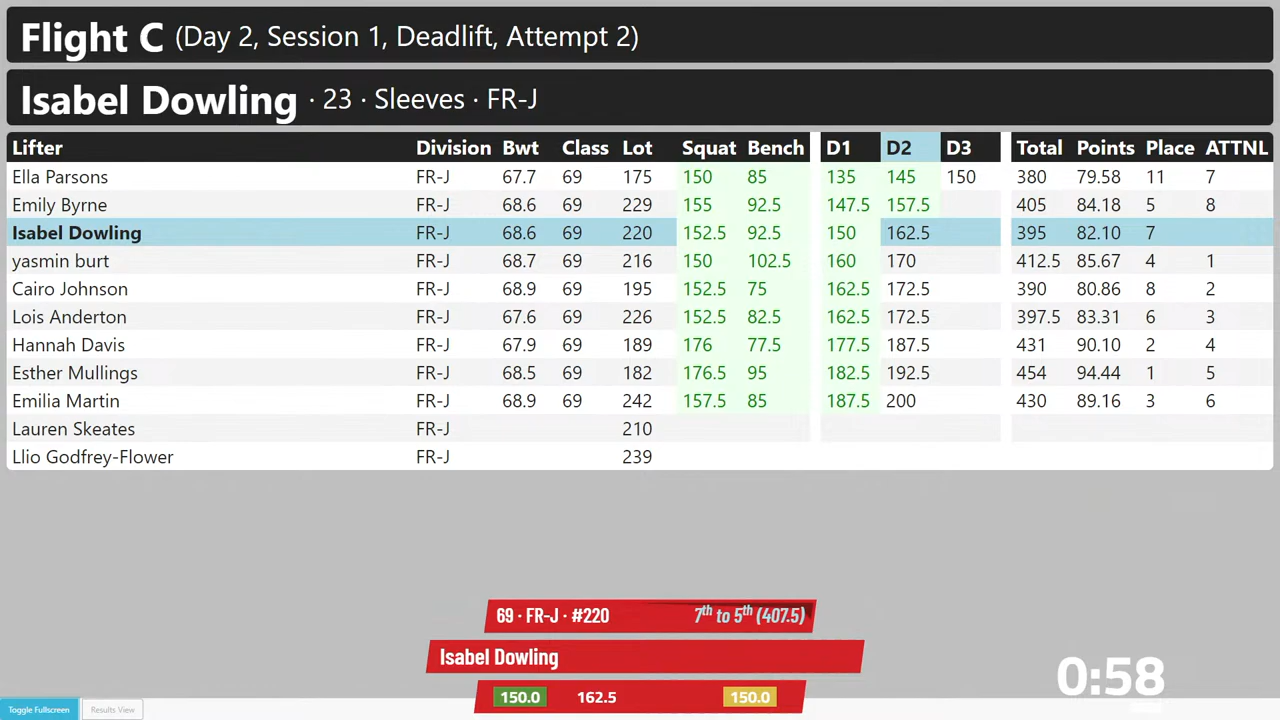 Flight C (Day 2, Session 1, Deadlift, Attempt 2)
Isabel Dowling · 23 · Sleeves · FR-J
Lifter Division Bwt Class Lot Squat Bench D1 D2 D3 Total Points Place ATTNL
Ella Parsons FR-J 67.7 69 175 150 85 135 145 150 380 79.58 11 7
Emily Byrne FR-J 68.6 69 229 155 92.5 147.5 157.5 405 84.18 5 8
Isabel Dowling FR-J 68.6 69 220 152.5 92.5 150 162.5 395 82.10 7
yasmin burt FR-J 68.7 69 216 150 102.5 160 170 412.5 85.67 4 1
Cairo Johnson FR-J 68.9 69 195 152.5 75 162.5 172.5 390 80.86 8 2
Lois Anderton FR-J 67.6 69 226 152.5 82.5 162.5 172.5 397.5 83.31 6 3
Hannah Davis FR-J 67.9 69 189 176 77.5 177.5 187.5 431 90.10 2 4
Esther Mullings FR-J 68.5 69 182 176.5 95 182.5 192.5 454 94.44 1 5
Emilia Martin FR-J 68.9 69 242 157.5 85 187.5 200 430 89.16 3 6
Lauren Skeates FR-J 210
Llio Godfrey-Flower FR-J 239
69 · FR-J · #220 7th to 5th (407.5)
Isabel Dowling
150.0 162.5 150.0
0:58
Toggle Fullscreen Results View